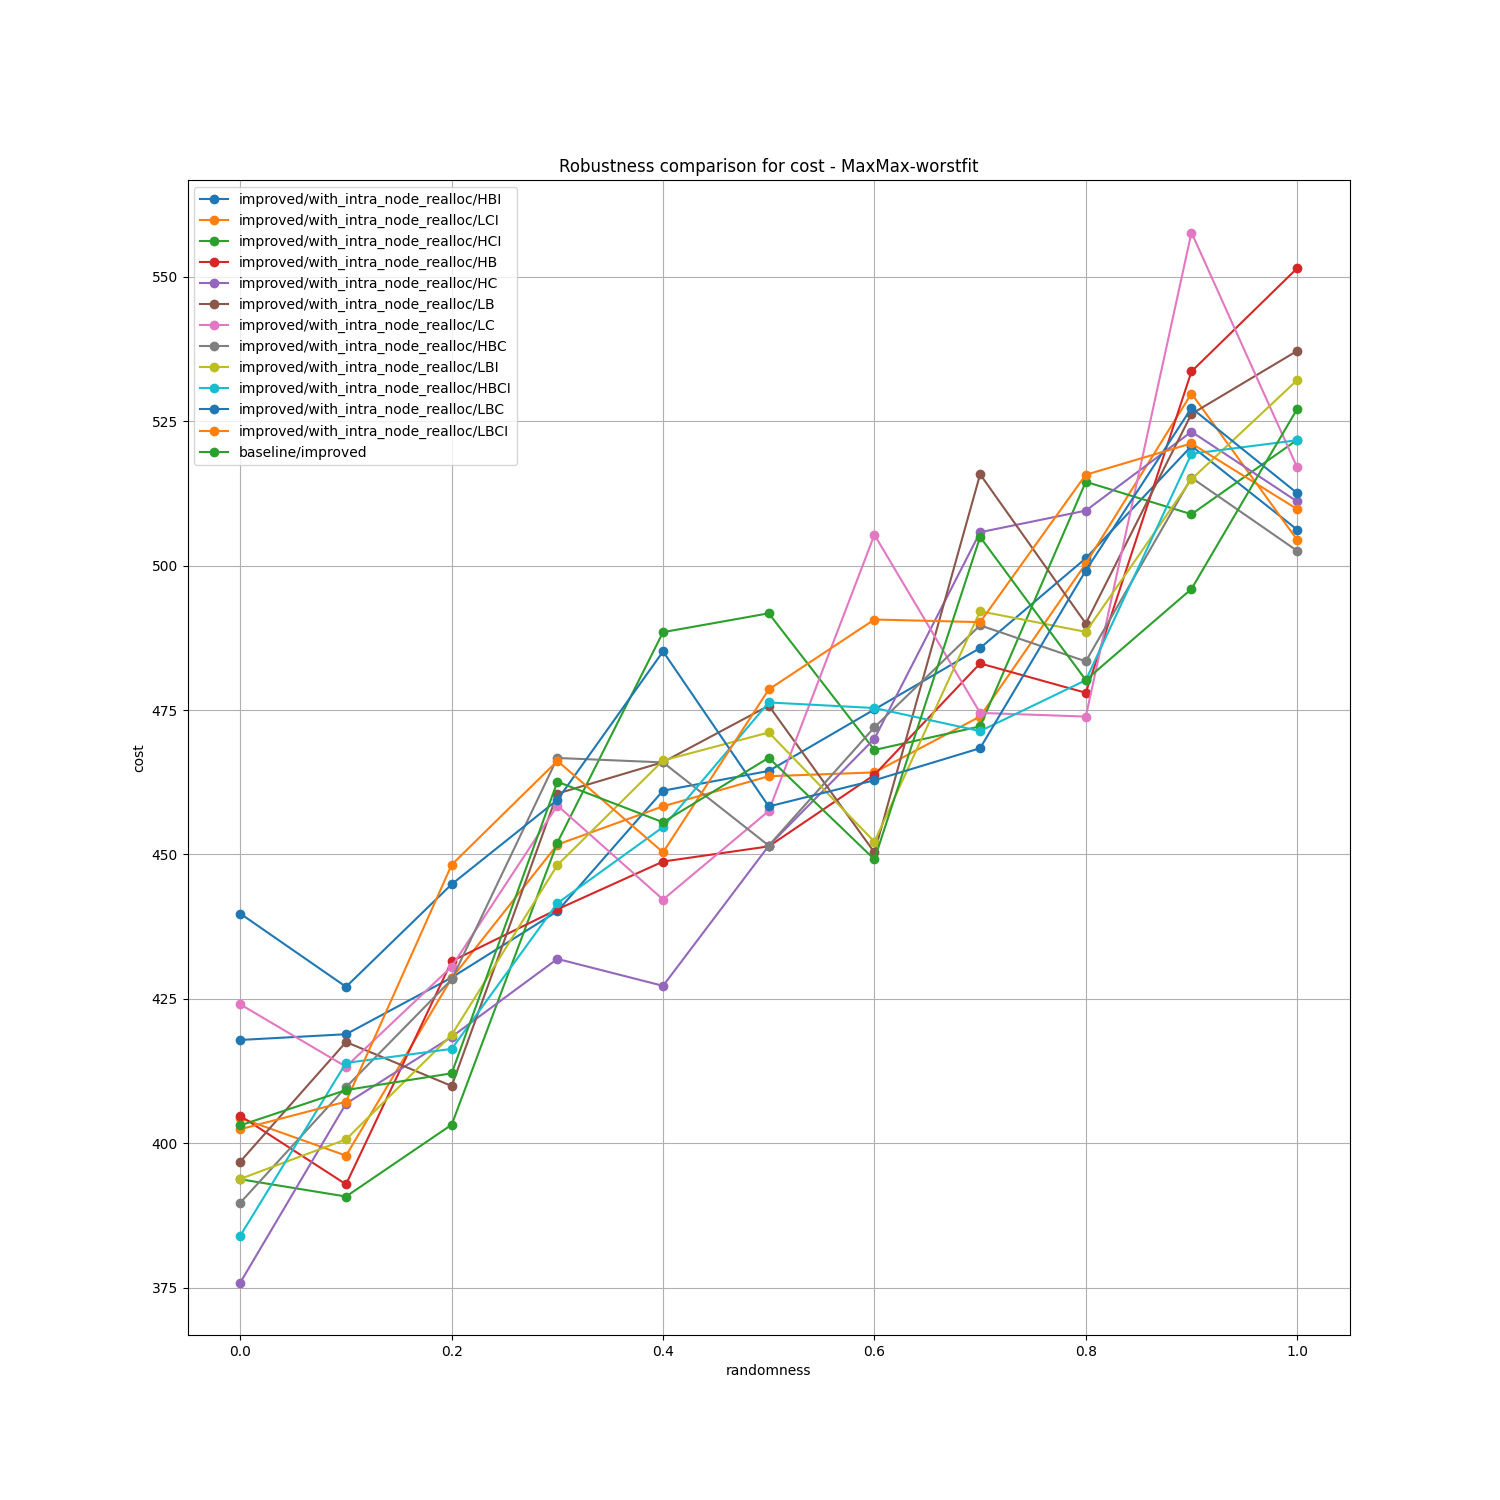 Robustness comparison for cost - MaxMax-worstfit
improved/with_intra_node_realloc/HBI
improved/with_intra_node_realloc/LCI
improved/with_intra_node_realloc/HCI
improved/with_intra_node_realloc/HB
improved/with_intra_node_realloc/HC
improved/with_intra_node_realloc/LB
improved/with_intra_node_realloc/LC
improved/with_intra_node_realloc/HBC
improved/with_intra_node_realloc/LBI
improved/with_intra_node_realloc/HBCI
improved/with_intra_node_realloc/LBC
improved/with_intra_node_realloc/LBCI
baseline/improved
550
525
500
475
450
425
400
375
cost
0.0 0.2 0.4 0.6 0.8 1.0
randomness